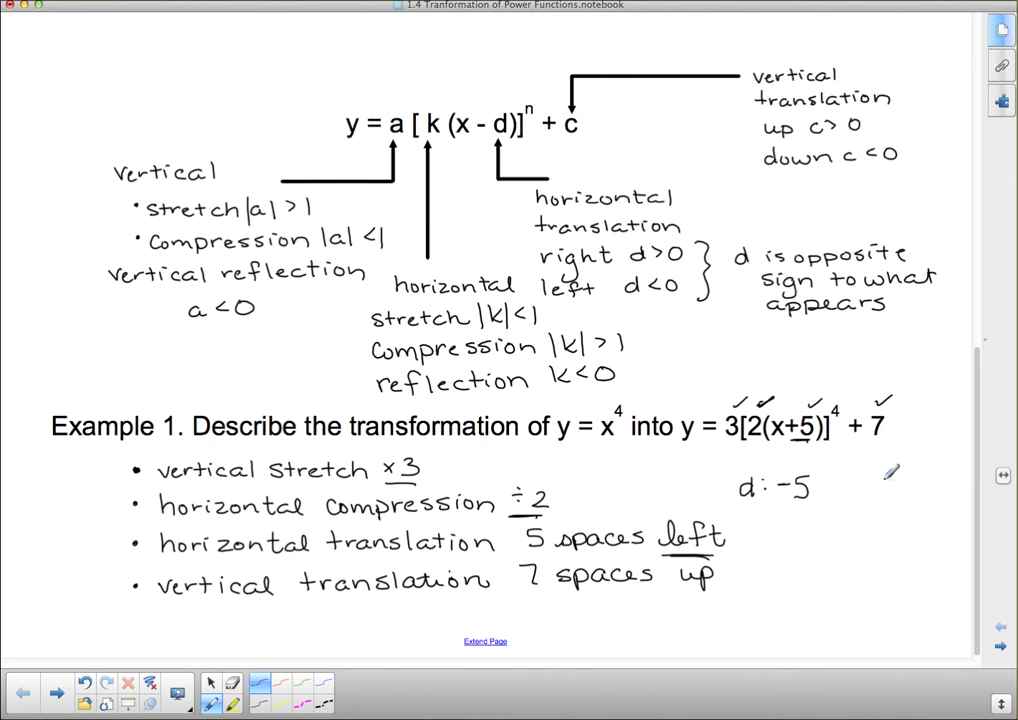 1.4 Tranformation of Power Functions.notebook
vertical
translation
up c > 0
down c < 0
y = a [ k (x - d)]ⁿ + c
vertical
• stretch |a| > 1
• compression |a| < 1
vertical reflection
a < 0
horizontal
translation
right d > 0
left d < 0
d is opposite
sign to what
appears
horizontal
stretch |k| < 1
compression |k| > 1
reflection k < 0
Example 1. Describe the transformation of y = x⁴ into y = 3[2(x+5)]⁴ + 7
• vertical stretch × 3
• horizontal compression ÷ 2
• horizontal translation 5 spaces left
• vertical translation 7 spaces up
d: -5
Extend Page